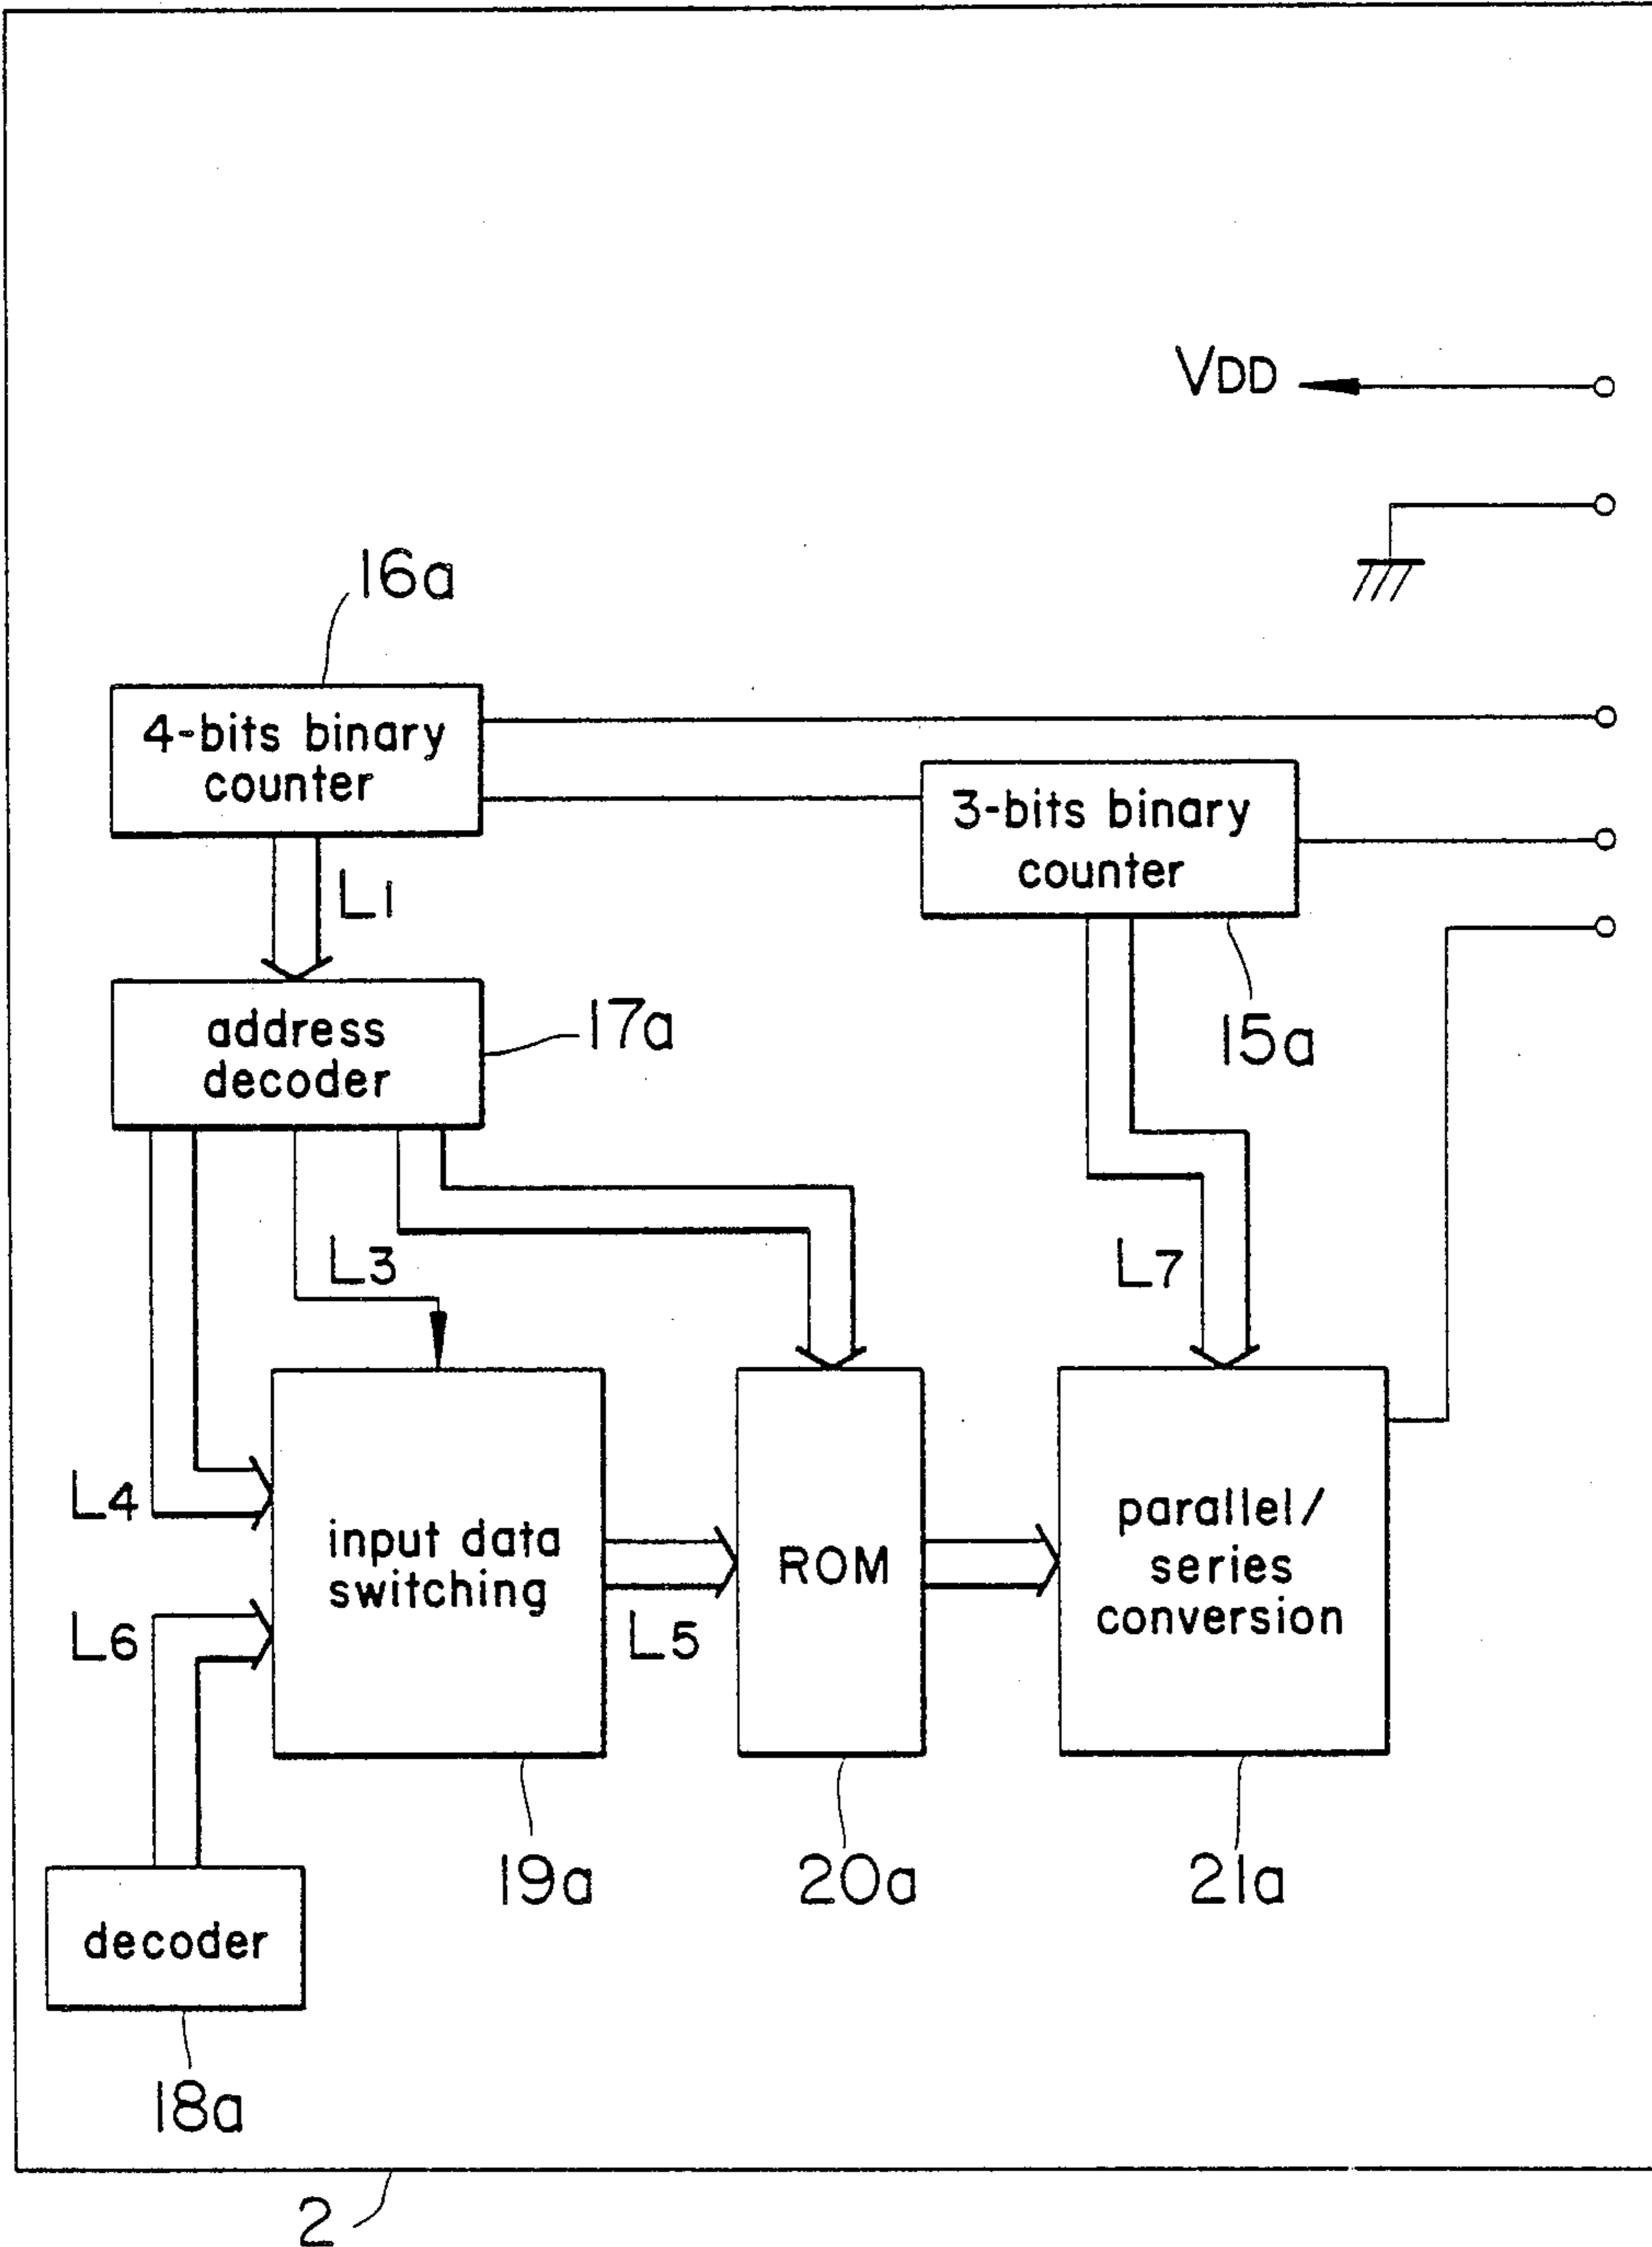 VDD
16a
4-bits binary
counter
3-bits binary
counter
L1
15a
address
decoder
17a
L3
L7
L4
input data
switching
L5
ROM
parallel/
series
conversion
L6
19a
20a
21a
decoder
18a
2